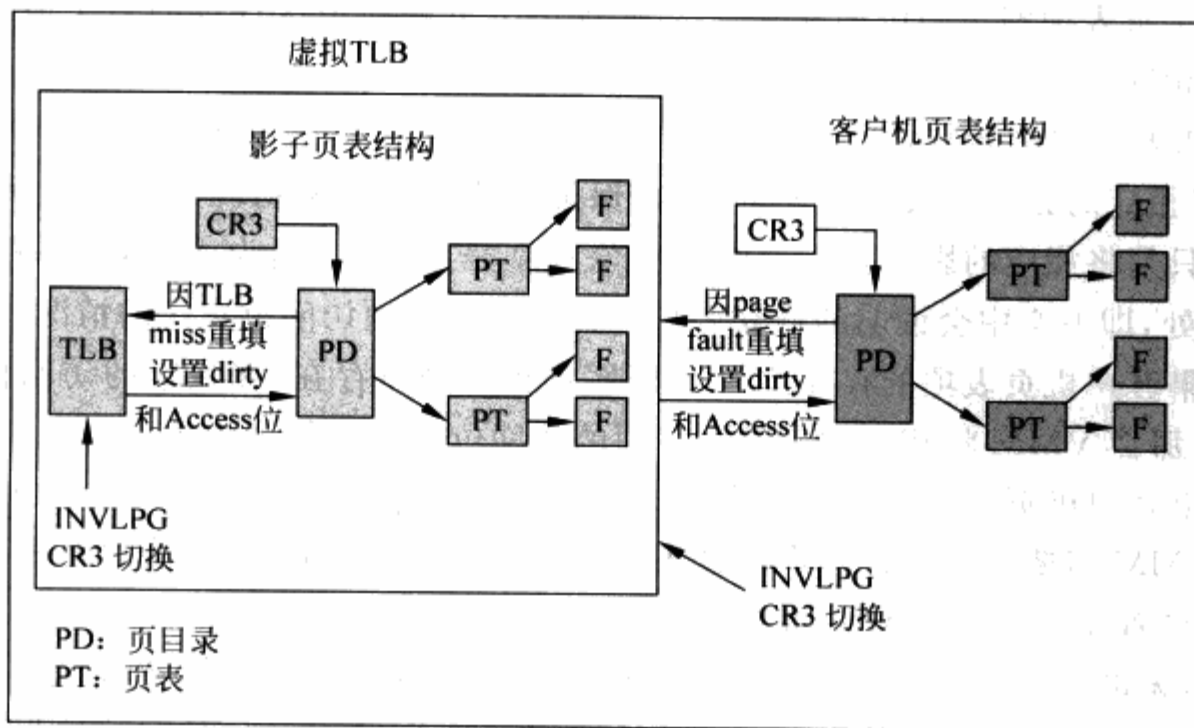 虚拟TLB
影子页表结构
客户机页表结构
CR3
F
F
PT
TLB
因TLB
miss重填
设置dirty
和Access位
PD
F
PT
F
INVLPG
CR3 切换
CR3
F
PT
F
因page
fault重填
设置dirty
和Access位
PD
F
PT
F
INVLPG
CR3 切换
PD：页目录
PT：页表